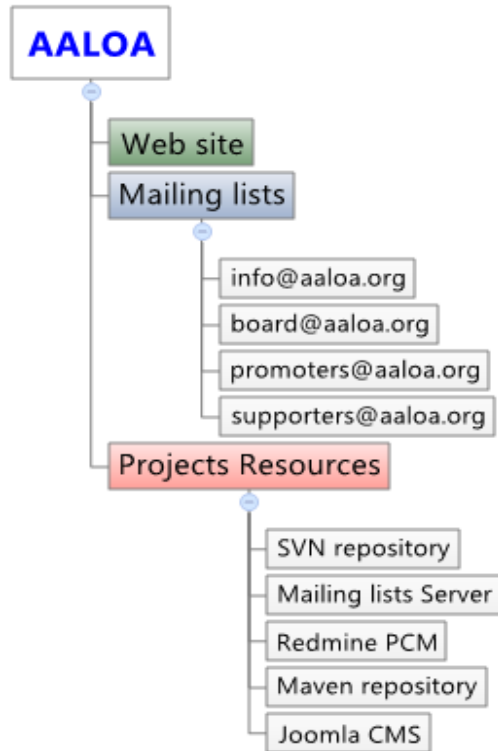 AALOA
Web site
Mailing lists
info@aaloa.org
board@aaloa.org
promoters@aaloa.org
supporters@aaloa.org
Projects Resources
SVN repository
Mailing lists Server
Redmine PCM
Maven repository
Joomla CMS